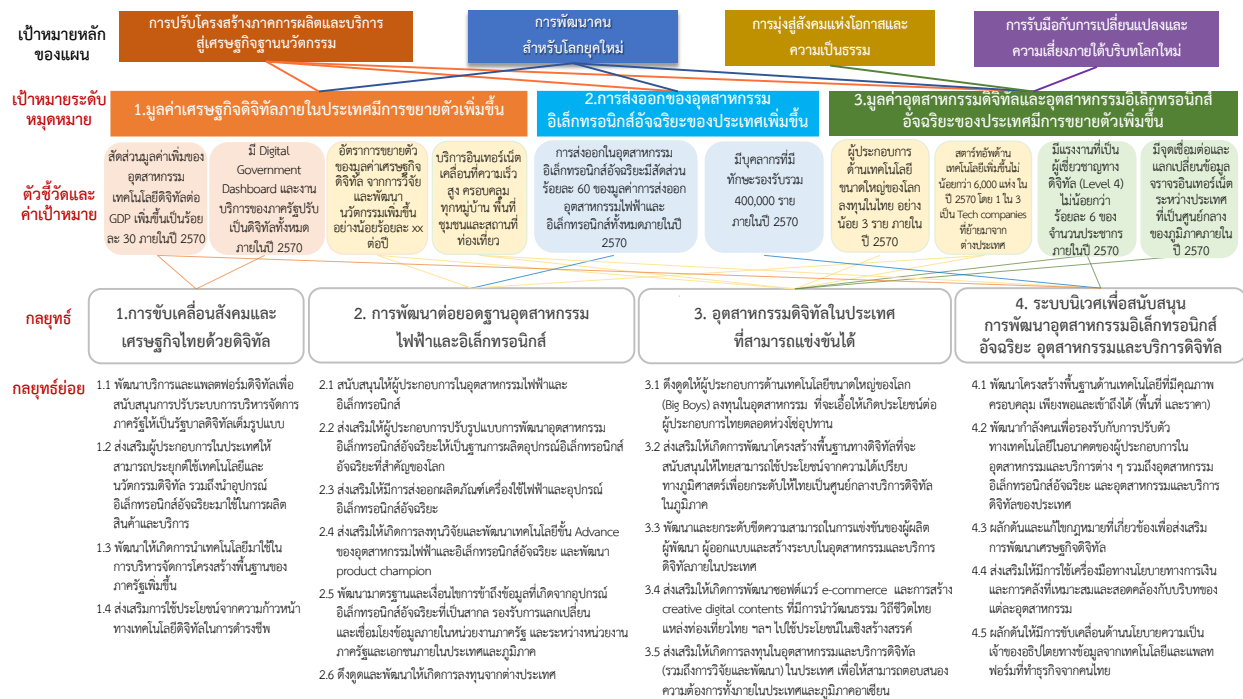 เป้าหมายหลัก
ของแผน
การปรับโครงสร้างภาคการผลิตและบริการ
สู่เศรษฐกิจฐานนวัตกรรม
การพัฒนาคน
สำหรับโลกยุคใหม่
การมุ่งสู่สังคมแห่งโอกาสและ
ความเป็นธรรม
การรับมือกับการเปลี่ยนแปลงและ
ความเสี่ยงภายใต้บริบทโลกใหม่
เป้าหมายระดับ
หมุดหมาย
1.มูลค่าเศรษฐกิจดิจิทัลภายในประเทศมีการขยายตัวเพิ่มขึ้น
2.การส่งออกของอุตสาหกรรม
อิเล็กทรอนิกส์อัจฉริยะของประเทศเพิ่มขึ้น
3.มูลค่าอุตสาหกรรมดิจิทัลและอุตสาหกรรมอิเล็กทรอนิกส์
อัจฉริยะของประเทศมีการขยายตัวเพิ่มขึ้น
ตัวชี้วัดและ
ค่าเป้าหมาย
สัดส่วนมูลค่าเพิ่มของ
อุตสาหกรรม
เทคโนโลยีดิจิทัลต่อ
GDP เพิ่มขึ้นเป็นร้อย
ละ 30 ภายในปี 2570
มี Digital
Government
Dashboard และงาน
บริการของภาครัฐปรับ
เป็นดิจิทัลทั้งหมด
ภายในปี 2570
อัตราการขยายตัว
ของมูลค่าเศรษฐกิจ
ดิจิทัล จากการวิจัย
และพัฒนา
นวัตกรรมเพิ่มขึ้น
อย่างน้อยร้อยละ xx
ต่อปี
บริการอินเทอร์เน็ต
เคลื่อนที่ความเร็ว
สูง ครอบคลุม
ทุกหมู่บ้าน พื้นที่
ชุมชนและสถานที่
ท่องเที่ยว
การส่งออกในอุตสาหกรรม
อิเล็กทรอนิกส์อัจฉริยะมีสัดส่วน
ร้อยละ 60 ของมูลค่าการส่งออก
อุตสาหกรรมไฟฟ้าและ
อิเล็กทรอนิกส์ทั้งหมดภายในปี
2570
มีบุคลากรที่มี
ทักษะรองรับรวม
400,000 ราย
ภายในปี 2570
ผู้ประกอบการ
ด้านเทคโนโลยี
ขนาดใหญ่ของโลก
ลงทุนในไทย อย่าง
น้อย 3 ราย ภายใน
ปี 2570
สตาร์ทอัพด้าน
เทคโนโลยีเพิ่มขึ้นไม่
น้อยกว่า 6,000 แห่ง ใน
ปี 2570 โดย 1 ใน 3
เป็น Tech companies
ที่ย้ายมาจาก
ต่างประเทศ
มีแรงงานที่เป็น
ผู้เชี่ยวชาญทาง
ดิจิทัล (Level 4)
ไม่น้อยกว่า
ร้อยละ 6 ของ
จำนวนประชากร
ภายในปี 2570
มีจุดเชื่อมต่อและ
แลกเปลี่ยนข้อมูล
จราจรอินเทอร์เน็ต
ระหว่างประเทศ
ที่เป็นศูนย์กลาง
ของภูมิภาคภายใน
ปี 2570
กลยุทธ์
1.การขับเคลื่อนสังคมและ
เศรษฐกิจไทยด้วยดิจิทัล
2. การพัฒนาต่อยอดฐานอุตสาหกรรม
ไฟฟ้าและอิเล็กทรอนิกส์
3. อุตสาหกรรมดิจิทัลในประเทศ
ที่สามารถแข่งขันได้
4. ระบบนิเวศเพื่อสนับสนุน
การพัฒนาอุตสาหกรรมอิเล็กทรอนิกส์
อัจฉริยะ อุตสาหกรรมและบริการดิจิทัล
กลยุทธ์ย่อย
1.1 พัฒนาบริการและแพลตฟอร์มดิจิทัลเพื่อ
สนับสนุนการปรับระบบการบริหารจัดการ
ภาครัฐให้เป็นรัฐบาลดิจิทัลเต็มรูปแบบ
1.2 ส่งเสริมผู้ประกอบการในประเทศให้
สามารถประยุกต์ใช้เทคโนโลยีและ
นวัตกรรมดิจิทัล รวมถึงนำอุปกรณ์
อิเล็กทรอนิกส์อัจฉริยะมาใช้ในการผลิต
สินค้าและบริการ
1.3 พัฒนาให้เกิดการนำเทคโนโลยีมาใช้ใน
การบริหารจัดการโครงสร้างพื้นฐานของ
ภาครัฐเพิ่มขึ้น
1.4 ส่งเสริมการใช้ประโยชน์จากความก้าวหน้า
ทางเทคโนโลยีดิจิทัลในการดำรงชีพ
2.1 สนับสนุนให้ผู้ประกอบการในอุตสาหกรรมไฟฟ้าและ
อิเล็กทรอนิกส์
2.2 ส่งเสริมให้ผู้ประกอบการปรับรูปแบบการพัฒนาอุตสาหกรรม
อิเล็กทรอนิกส์อัจฉริยะให้เป็นฐานการผลิตอุปกรณ์อิเล็กทรอนิกส์
อัจฉริยะที่สำคัญของโลก
2.3 ส่งเสริมให้มีการส่งออกผลิตภัณฑ์เครื่องใช้ไฟฟ้าและอุปกรณ์
อิเล็กทรอนิกส์อัจฉริยะ
2.4 ส่งเสริมให้เกิดการลงทุนวิจัยและพัฒนาเทคโนโลยีขั้น Advance
ของอุตสาหกรรมไฟฟ้าและอิเล็กทรอนิกส์อัจฉริยะ และพัฒนา
product champion
2.5 พัฒนามาตรฐานและเงื่อนไขการเข้าถึงข้อมูลที่เกิดจากอุปกรณ์
อิเล็กทรอนิกส์อัจฉริยะที่เป็นสากล รองรับการแลกเปลี่ยน
และเชื่อมโยงข้อมูลภายในหน่วยงานภาครัฐ และระหว่างหน่วยงาน
ภาครัฐและเอกชนภายในประเทศและภูมิภาค
2.6 ดึงดูดและพัฒนาให้เกิดการลงทุนจากต่างประเทศ
3.1 ดึงดูดให้ผู้ประกอบการด้านเทคโนโลยีขนาดใหญ่ของโลก
(Big Boys) ลงทุนในอุตสาหกรรม ที่จะเอื้อให้เกิดประโยชน์ต่อ
ผู้ประกอบการไทยตลอดห่วงโซ่อุปทาน
3.2 ส่งเสริมให้เกิดการพัฒนาโครงสร้างพื้นฐานทางดิจิทัลที่จะ
สนับสนุนให้ไทยสามารถใช้ประโยชน์จากความได้เปรียบ
ทางภูมิศาสตร์เพื่อยกระดับให้ไทยเป็นศูนย์กลางบริการดิจิทัล
ในภูมิภาค
3.3 พัฒนาและยกระดับขีดความสามารถในการแข่งขันของผู้ผลิต
ผู้พัฒนา ผู้ออกแบบและสร้างระบบในอุตสาหกรรมและบริการ
ดิจิทัลภายในประเทศ
3.4 ส่งเสริมให้เกิดการพัฒนาซอฟต์แวร์ e-commerce และการสร้าง
creative digital contents ที่มีการนำวัฒนธรรม วิถีชีวิตไทย
แหล่งท่องเที่ยวไทย ฯลฯ ไปใช้ประโยชน์ในเชิงสร้างสรรค์
3.5 ส่งเสริมให้เกิดการลงทุนในอุตสาหกรรมและบริการดิจิทัล
(รวมถึงการวิจัยและพัฒนา) ในประเทศ เพื่อให้สามารถตอบสนอง
ความต้องการทั้งภายในประเทศและภูมิภาคอาเซียน
4.1 พัฒนาโครงสร้างพื้นฐานด้านเทคโนโลยีที่มีคุณภาพ
ครอบคลุม เพียงพอและเข้าถึงได้ (พื้นที่ และราคา)
4.2 พัฒนากำลังคนเพื่อรองรับการปรับตัว
ทางเทคโนโลยีในอนาคตของผู้ประกอบการใน
อุตสาหกรรมและบริการต่าง ๆ รวมถึงอุตสาหกรรม
อิเล็กทรอนิกส์อัจฉริยะ และอุตสาหกรรมและบริการ
ดิจิทัลของประเทศ
4.3 ผลักดันและแก้ไขกฎหมายที่เกี่ยวข้องเพื่อส่งเสริม
การพัฒนาเศรษฐกิจดิจิทัล
4.4 ส่งเสริมให้มีการใช้เครื่องมือทางนโยบายทางการเงิน
และการคลังที่เหมาะสมและสอดคล้องกับบริบทของ
แต่ละอุตสาหกรรม
4.5 ผลักดันให้มีการขับเคลื่อนด้านนโยบายความเป็น
เจ้าของอธิปไตยทางข้อมูลจากเทคโนโลยีและแพลท
ฟอร์มที่ทำธุรกิจจากคนไทย